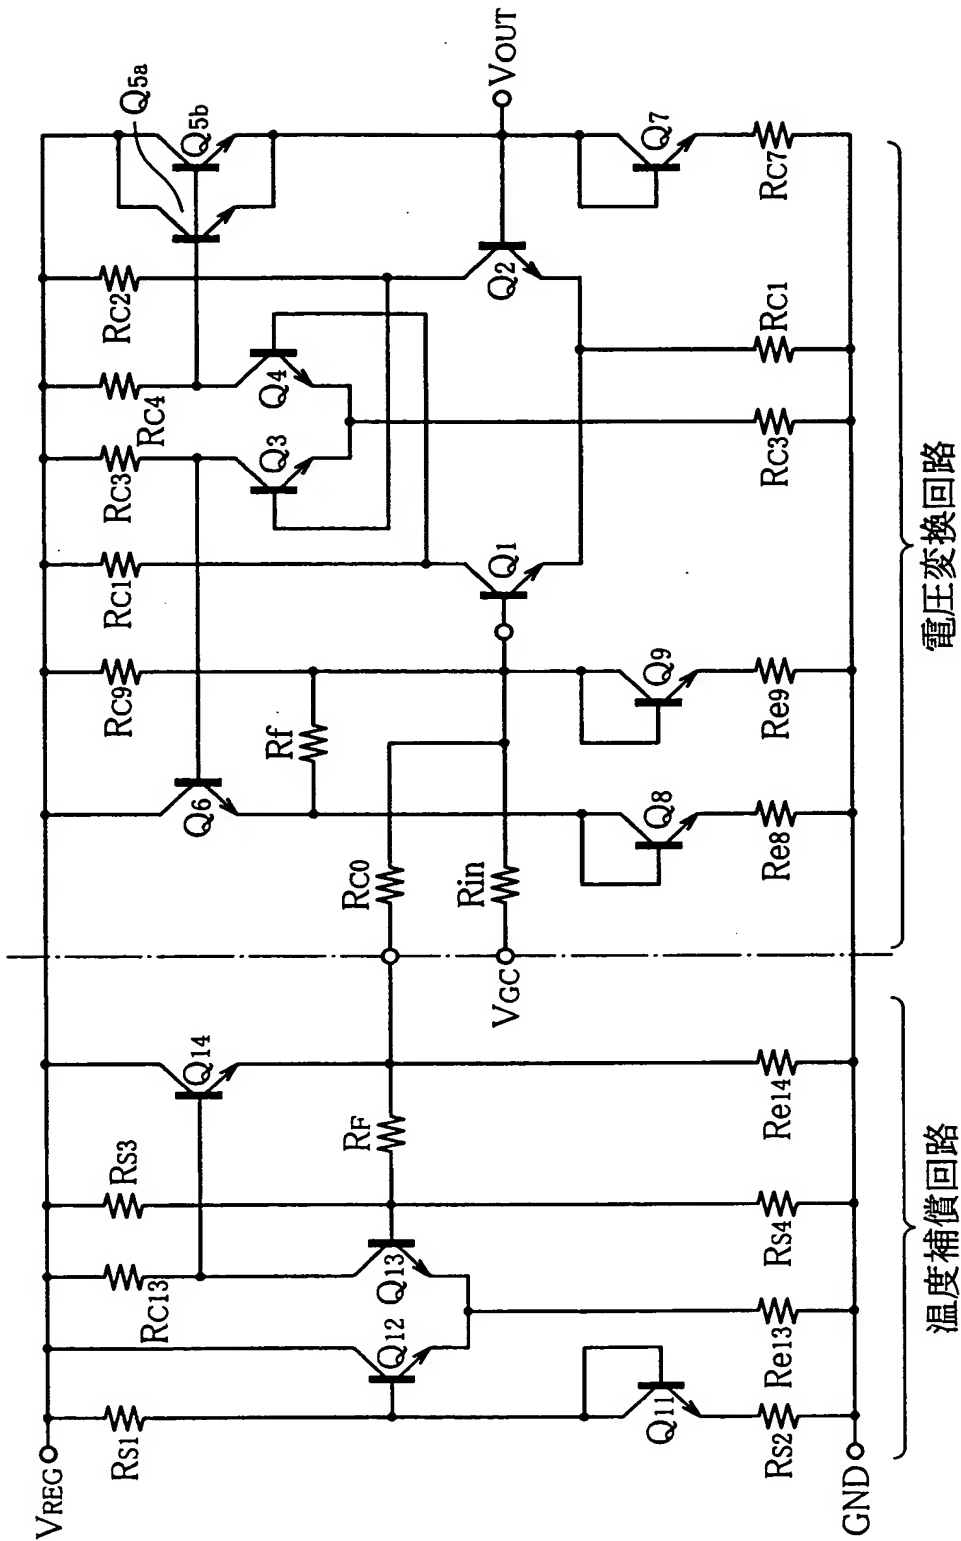 VREG
RS1
RC13
RS3
Q14
Q12
Q13
RF
Q11
RS2
Re13
RS4
Re14
GND
温度補償回路
RC9
RC1
RC3
RC4
RC2
Q5a
Q5b
Q6
Rf
Q3
Q4
RC0
Rin
VGC
Q1
Q2
VOUT
Q8
Q9
Q7
Re8
Re9
RC3
RC1
RC7
電圧変換回路